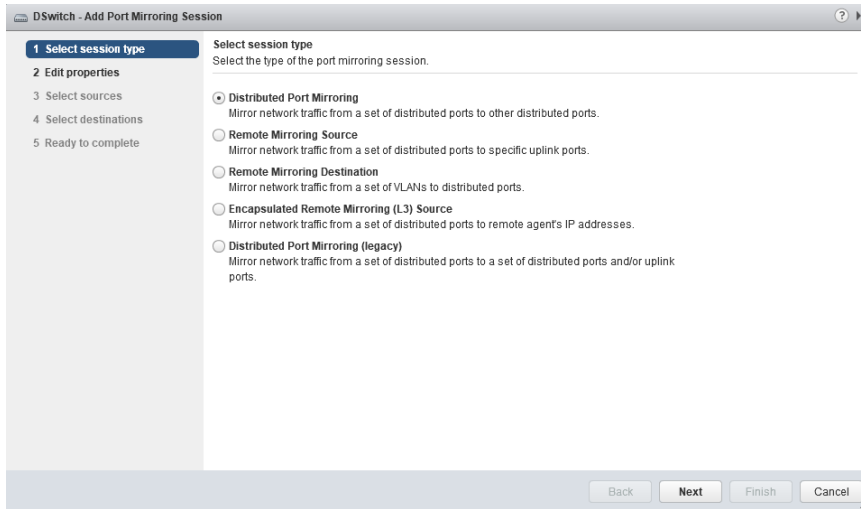 DSwitch - Add Port Mirroring Session
?
1 Select session type
2 Edit properties
3 Select sources
4 Select destinations
5 Ready to complete
Select session type
Select the type of the port mirroring session.
Distributed Port Mirroring
Mirror network traffic from a set of distributed ports to other distributed ports.
Remote Mirroring Source
Mirror network traffic from a set of distributed ports to specific uplink ports.
Remote Mirroring Destination
Mirror network traffic from a set of VLANs to distributed ports.
Encapsulated Remote Mirroring (L3) Source
Mirror network traffic from a set of distributed ports to remote agent's IP addresses.
Distributed Port Mirroring (legacy)
Mirror network traffic from a set of distributed ports to a set of distributed ports and/or uplink
ports.
Back Next Finish Cancel